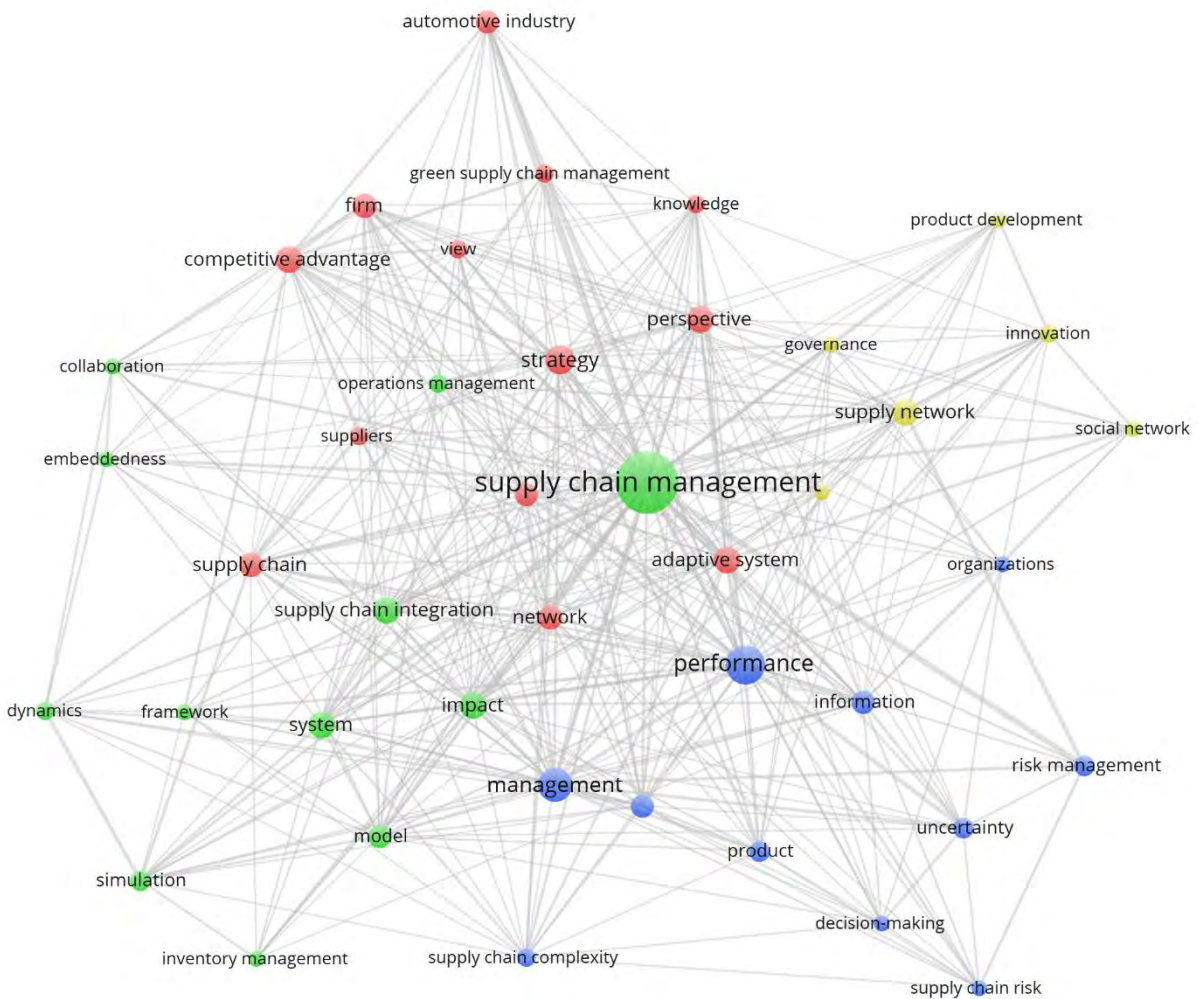 automotive industry
green supply chain management
firm
knowledge
product development
view
competitive advantage
perspective
innovation
governance
strategy
collaboration
operations management
supply network
social network
suppliers
embeddedness
supply chain management
adaptive system
supply chain
organizations
supply chain integration
network
performance
information
impact
dynamics
framework
system
risk management
management
uncertainty
model
product
simulation
decision-making
inventory management
supply chain complexity
supply chain risk